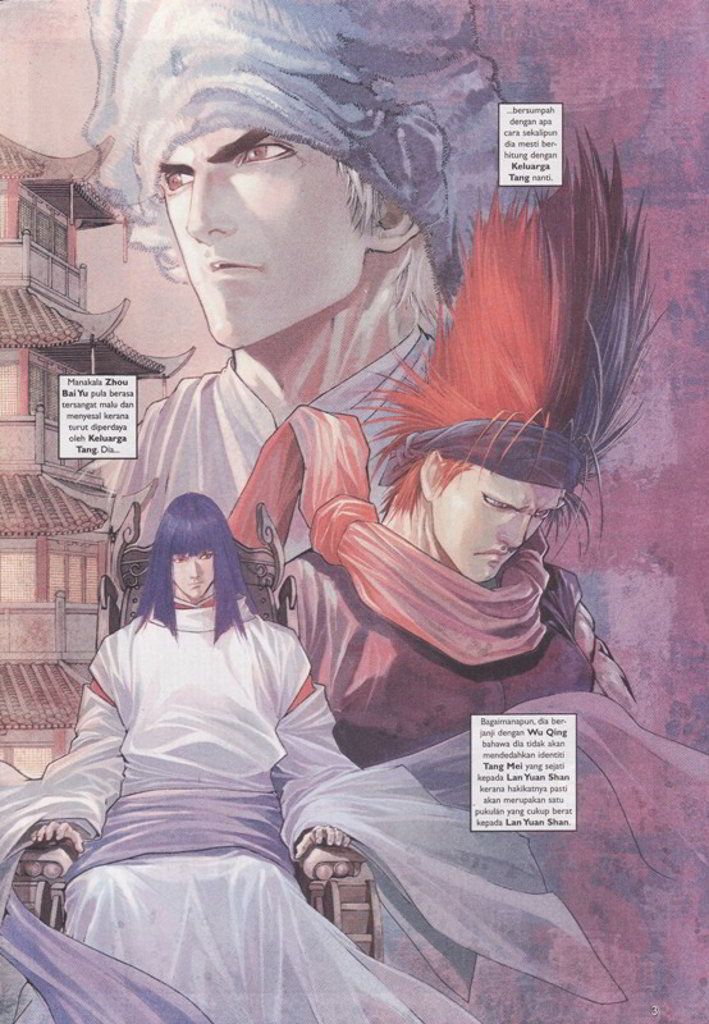 Manakala Zhou
Bai Yu pula berasa
tersangat malu dan
menyesal kerana
turut diperdaya
oleh Keluarga
Tang. Dia...
...bersumpah
dengan apa
cara sekalipun
dia mesti ber-
hitung dengan
Keluarga
Tang nanti.
Bagaimanapun, dia ber-
janji dengan Wu Qing
bahawa dia tidak akan
mendedahkan identiti
Tang Mei yang sejati
kepada Lan Yuan Shan
kerana hakikatnya pasti
akan merupakan satu
pukulan yang cukup berat
kepada Lan Yuan Shan.
3